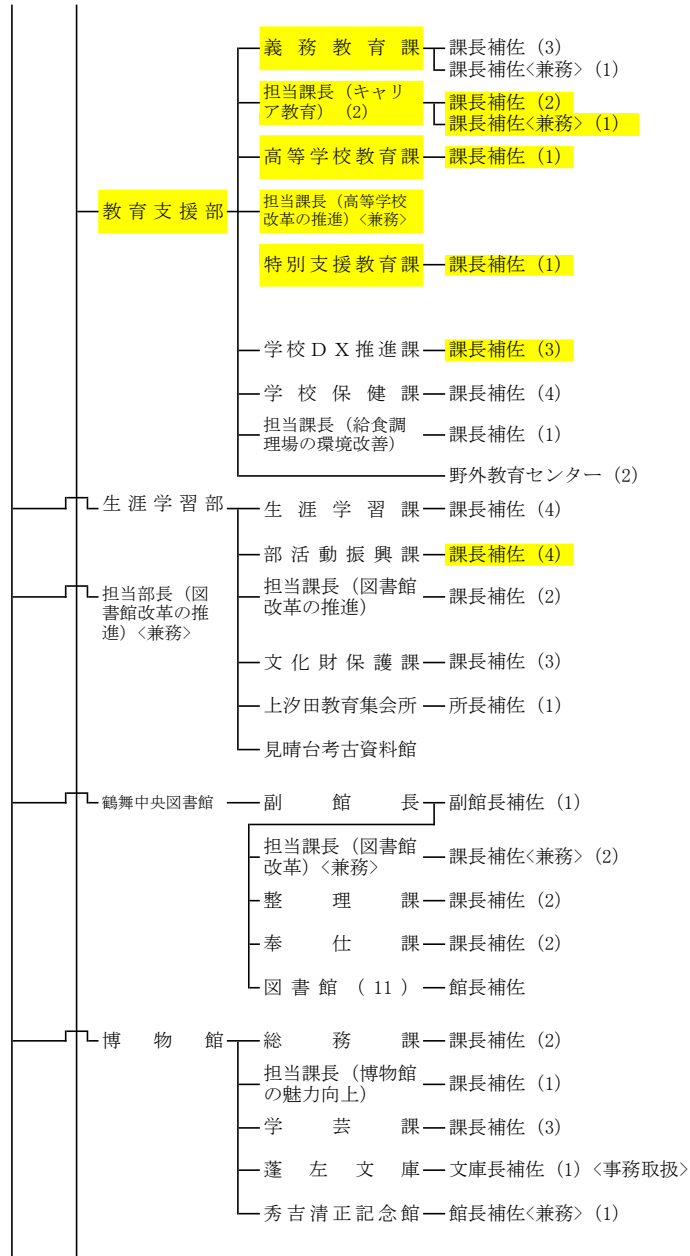 義務教育課 課長補佐（3）
課長補佐<兼務>（1）
担当課長（キャリ
ア教育）（2） 課長補佐（2）
課長補佐<兼務>（1）
高等学校教育課 課長補佐（1）
教育支援部 担当課長（高等学校
改革の推進）<兼務>
特別支援教育課 課長補佐（1）
学校ＤＸ推進課 課長補佐（3）
学校保健課 課長補佐（4）
担当課長（給食調
理場の環境改善） 課長補佐（1）
野外教育センター（2）
生涯学習部 生涯学習課 課長補佐（4）
部活動振興課 課長補佐（4）
担当部長（図
書館改革の推
進）<兼務>
担当課長（図書館
改革の推進） 課長補佐（2）
文化財保護課 課長補佐（3）
上汐田教育集会所 所長補佐（1）
見晴台考古資料館
鶴舞中央図書館 副館長 副館長補佐（1）
担当課長（図書館
改革）<兼務> 課長補佐<兼務>（2）
整理課 課長補佐（2）
奉仕課 課長補佐（2）
図書館（11） 館長補佐
博物館 総務課 課長補佐（2）
担当課長（博物館
の魅力向上） 課長補佐（1）
学芸課 課長補佐（3）
蓬左文庫 文庫長補佐（1）<事務取扱>
秀吉清正記念館 館長補佐<兼務>（1）